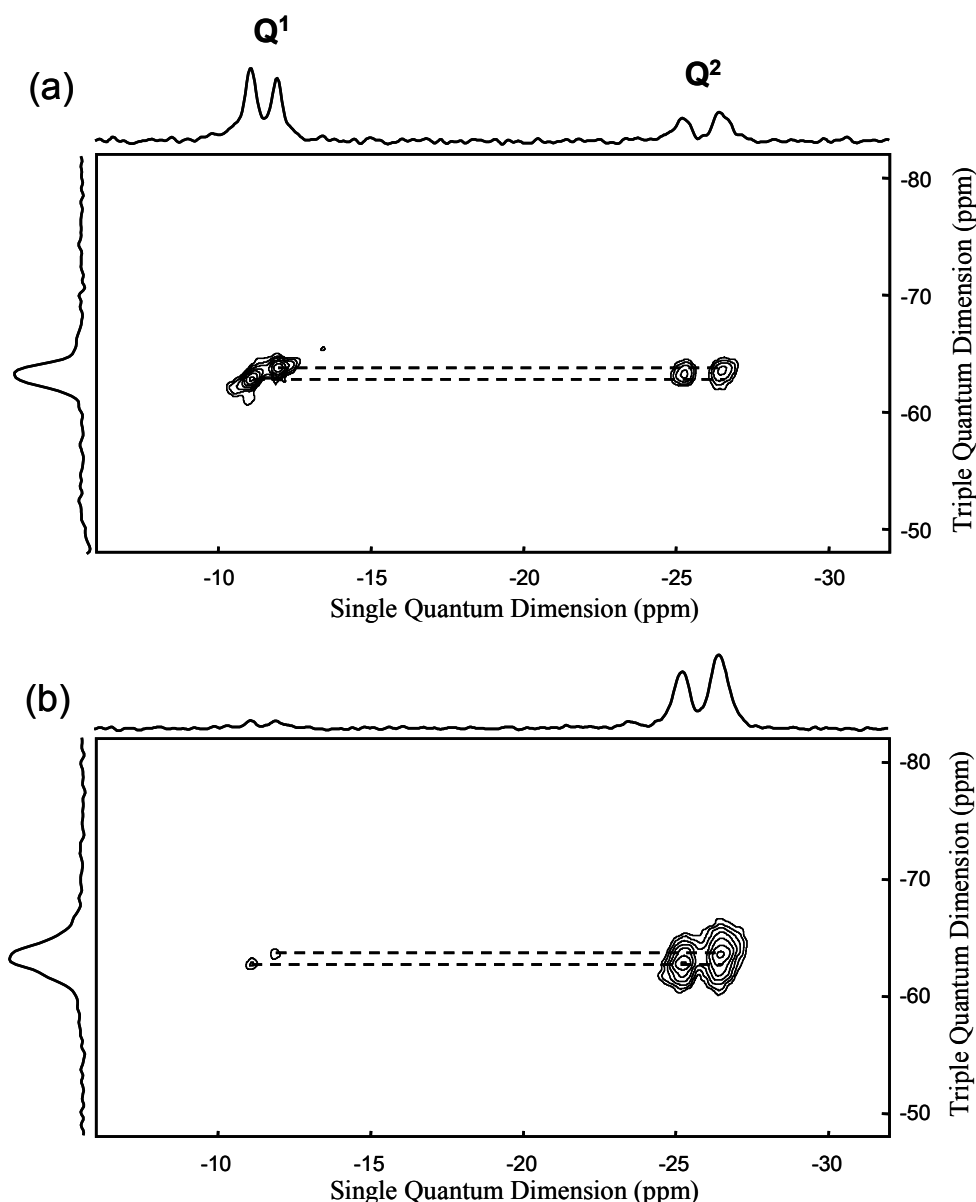 Q¹
(a)
Q²
-80
-70
-60
-50
Triple Quantum Dimension (ppm)
-10 -15 -20 -25 -30
Single Quantum Dimension (ppm)
(b)
-80
-70
-60
-50
Triple Quantum Dimension (ppm)
-10 -15 -20 -25 -30
Single Quantum Dimension (ppm)